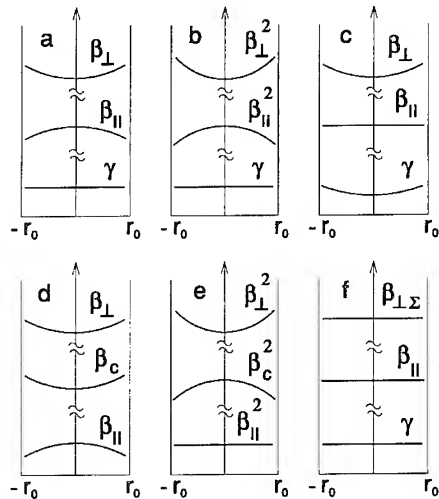 a
β⊥
β||
γ
- r₀ r₀
b
β⊥²
β||²
γ
- r₀ r₀
c
β⊥
β||
γ
- r₀ r₀
d
β⊥
βc
β||
- r₀ r₀
e
β⊥²
βc²
β||²
- r₀ r₀
f
β⊥Σ
β||
γ
- r₀ r₀